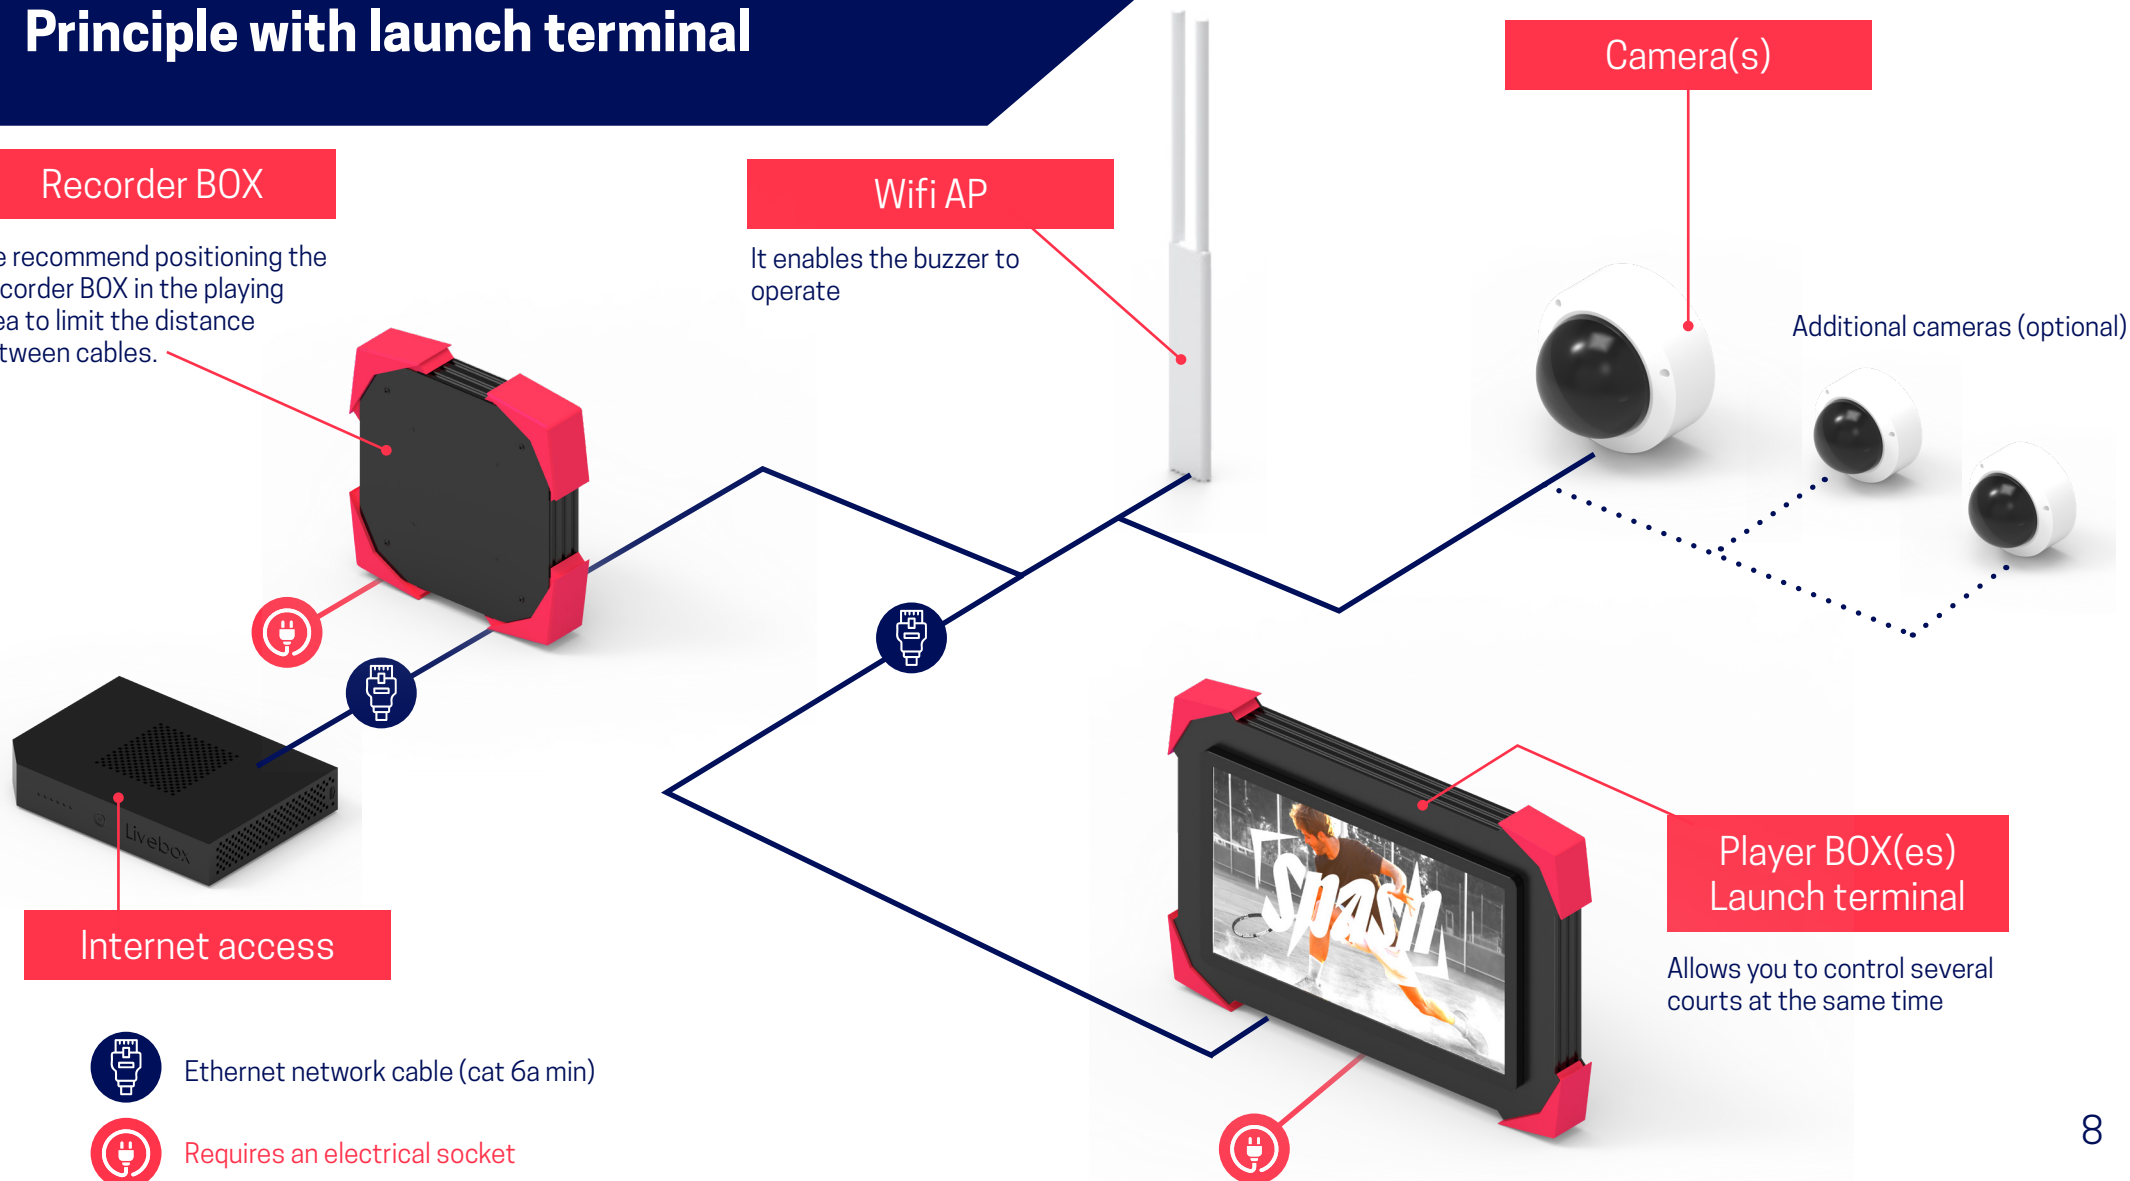 Principle with launch terminal
Camera(s)
Recorder BOX
Wifi AP
e recommend positioning the
corder BOX in the playing
ea to limit the distance
tween cables.
It enables the buzzer to
operate
Additional cameras (optional)
Livebox
Internet access
Spash
Player BOX(es)
Launch terminal
Allows you to control several
courts at the same time
Ethernet network cable (cat 6a min)
Requires an electrical socket
8